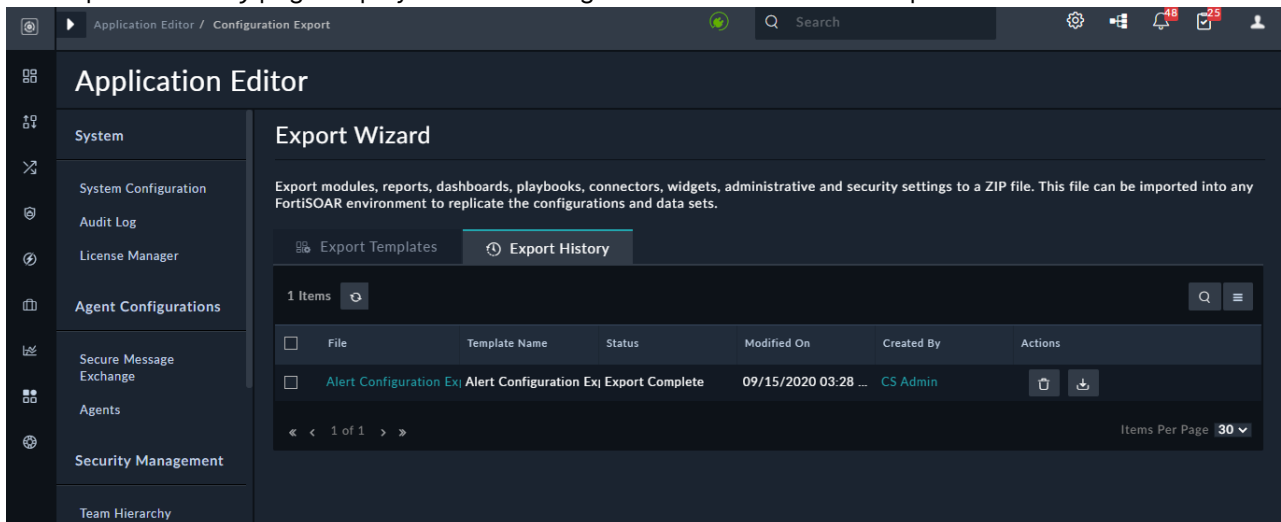 Application Editor / Configuration Export
Search
48
25
Application Editor
System
System Configuration
Audit Log
License Manager
Agent Configurations
Secure Message
Exchange
Agents
Security Management
Team Hierarchy
Export Wizard
Export modules, reports, dashboards, playbooks, connectors, widgets, administrative and security settings to a ZIP file. This file can be imported into any
FortiSOAR environment to replicate the configurations and data sets.
Export Templates
Export History
1 Items
File Template Name Status Modified On Created By Actions
Alert Configuration Ex Alert Configuration Ex Export Complete 09/15/2020 03:28 ... CS Admin
« ‹ 1 of 1 › »
Items Per Page 30